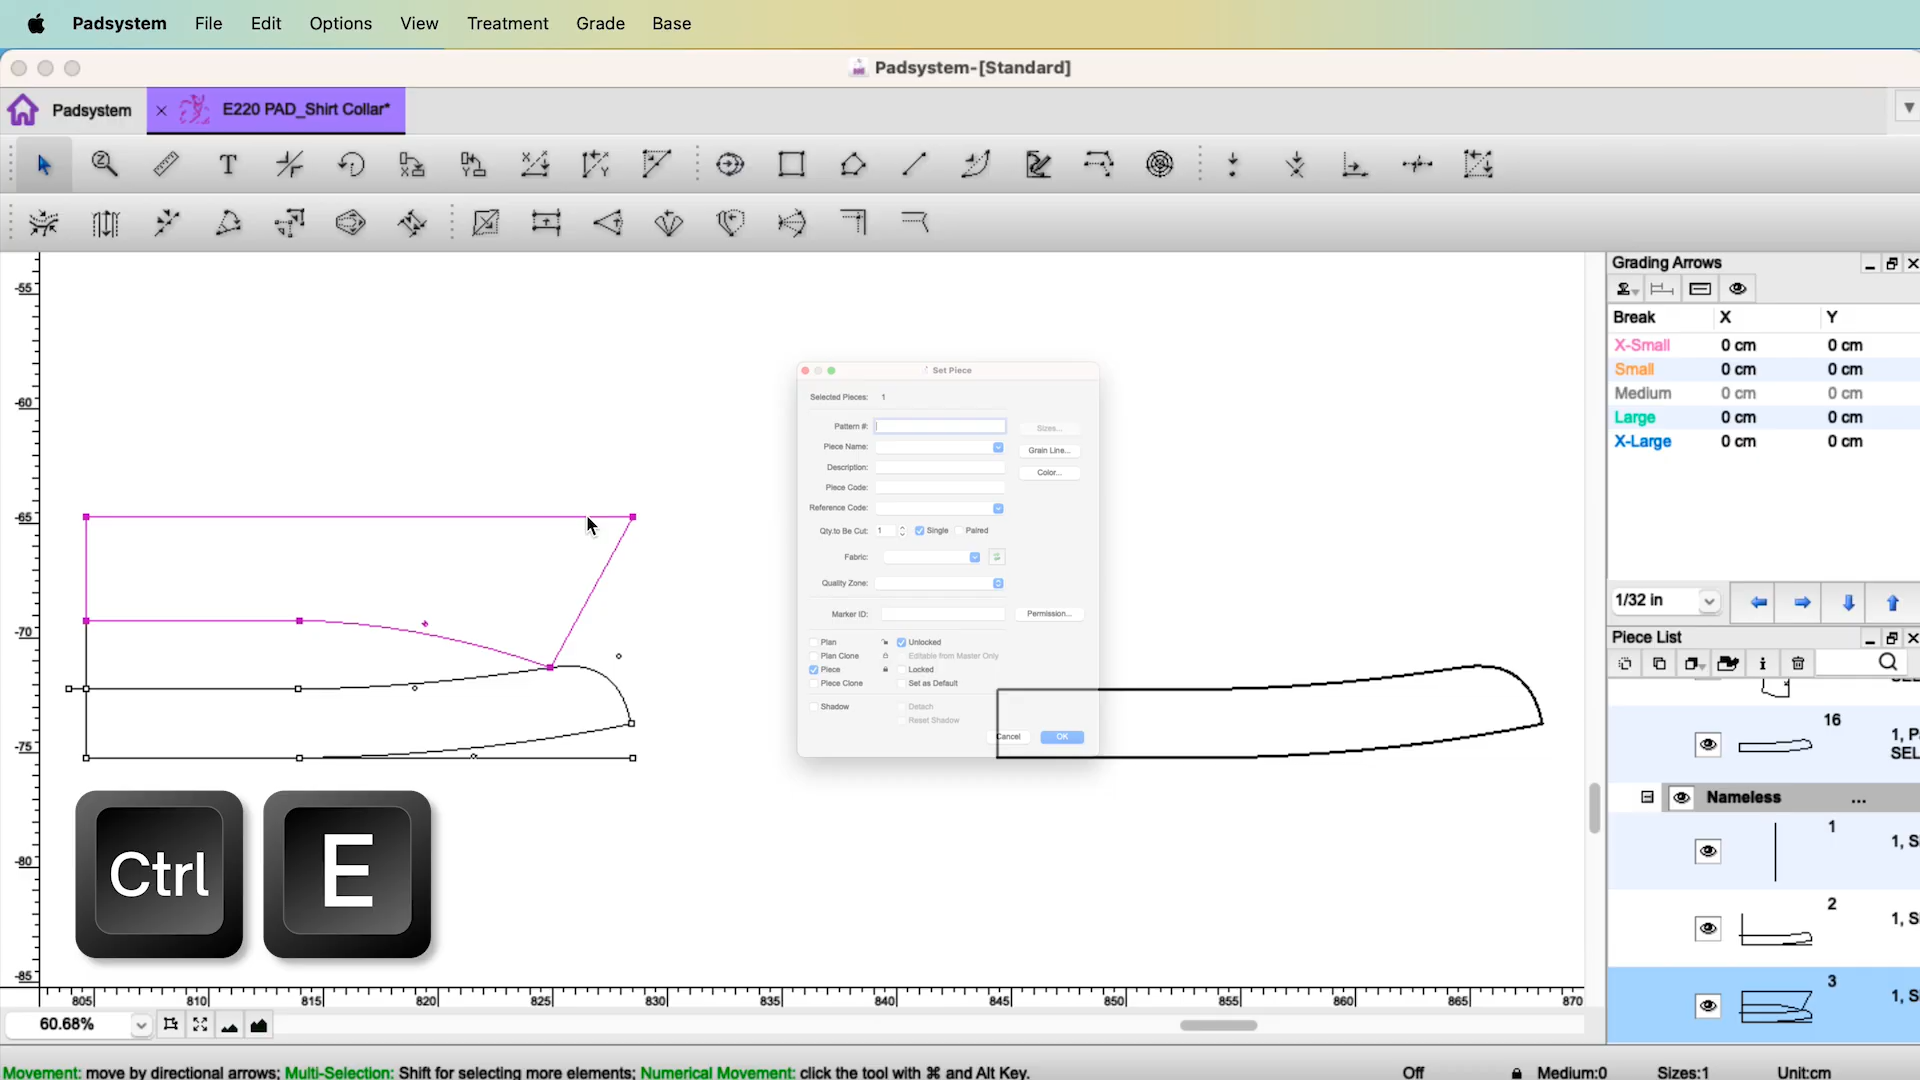 Padsystem File Edit Options View Treatment Grade Base
Padsystem-[Standard]
Padsystem
E220 PAD_Shirt Collar*
Grading Arrows
Break X Y
X-Small 0 cm 0 cm
Small 0 cm 0 cm
Medium 0 cm 0 cm
Large 0 cm 0 cm
X-Large 0 cm 0 cm
1/32 in
Set Piece
Selected Pieces: 1
Pattern #:
Sizes...
Piece Name:
Grain Line...
Description:
Color...
Piece Code:
Reference Code:
Qty.to Be Cut: 1 Single Paired
Fabric:
Quality Zone:
Marker ID:
Permission...
Plan Unlocked
Plan Clone Editable from Master Only
Piece Locked
Piece Clone Set as Default
Shadow Detach
Reset Shadow
Cancel OK
Piece List
16
1, P
SEL
Nameless ...
1
1, S
2
1, S
3
1, S
-55
-60
-65
-70
-75
-80
-85
Ctrl E
805 810 815 820 825 830 835 840 845 850 855 860 865 870
60.68%
Movement: move by directional arrows; Multi-Selection: Shift for selecting more elements; Numerical Movement: click the tool with ⌘ and Alt Key.
Off Medium:0 Sizes:1 Unit:cm